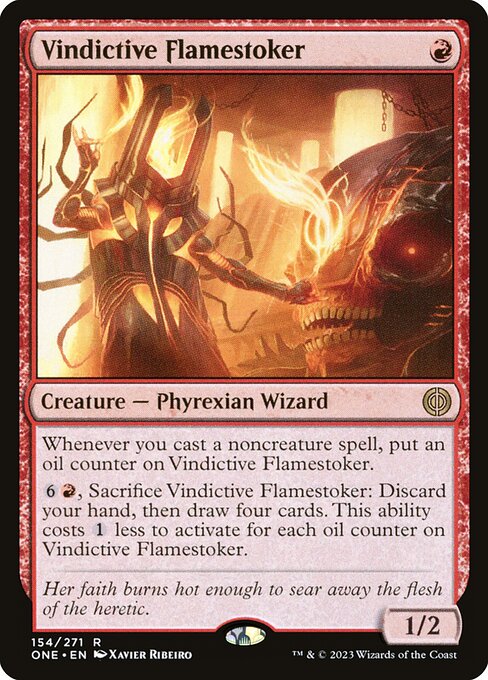 Vindictive Flamestoker
Creature — Phyrexian Wizard
Whenever you cast a noncreature spell, put an
oil counter on Vindictive Flamestoker.
6 , Sacrifice Vindictive Flamestoker: Discard
your hand, then draw four cards. This ability
costs 1 less to activate for each oil counter on
Vindictive Flamestoker.
Her faith burns hot enough to sear away the flesh
of the heretic.
1/2
154/271 R
ONE • EN Xavier Ribeiro
™ & © 2023 Wizards of the Coast